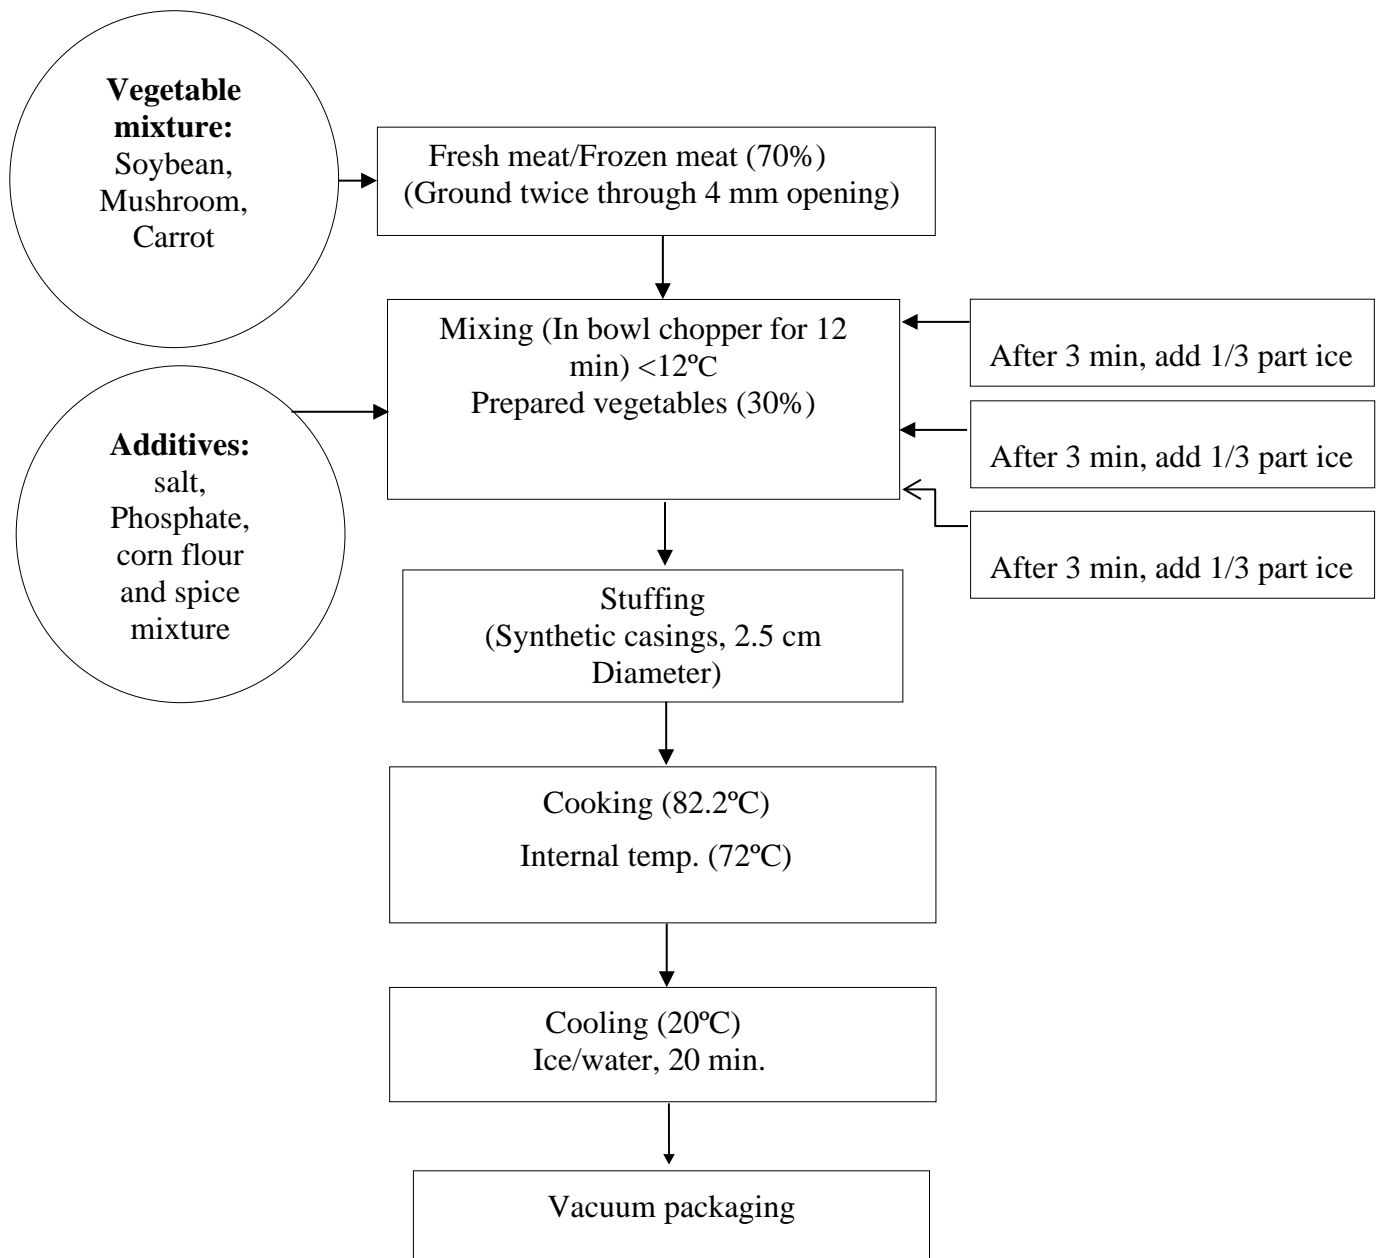 Vegetable
mixture:
Soybean,
Mushroom,
Carrot
Fresh meat/Frozen meat (70%)
(Ground twice through 4 mm opening)
Mixing (In bowl chopper for 12
min) <12ºC
Prepared vegetables (30%)
After 3 min, add 1/3 part ice
After 3 min, add 1/3 part ice
After 3 min, add 1/3 part ice
Additives:
salt,
Phosphate,
corn flour
and spice
mixture
Stuffing
(Synthetic casings, 2.5 cm
Diameter)
Cooking (82.2ºC)
Internal temp. (72ºC)
Cooling (20ºC)
Ice/water, 20 min.
Vacuum packaging